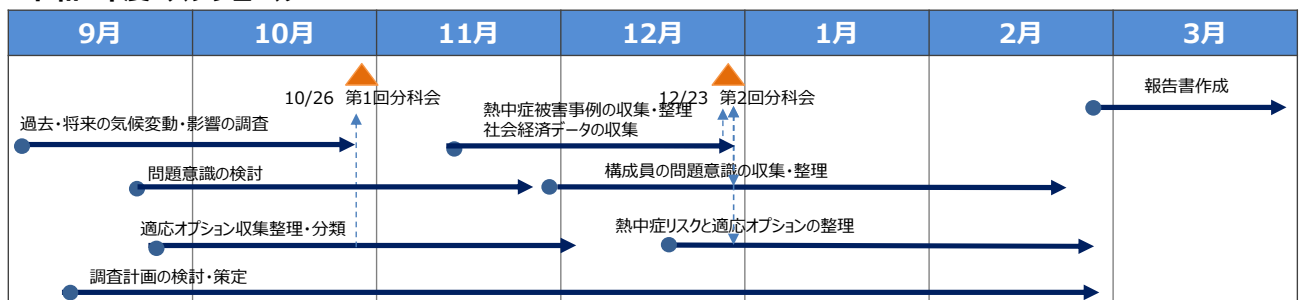 9月 10月 11月 12月 1月 2月 3月
10/26 第1回分科会
12/23 第2回分科会
報告書作成
過去・将来の気候変動・影響の調査
熱中症被害事例の収集・整理
社会経済データの収集
問題意識の検討
構成員の問題意識の収集・整理
適応オプション収集整理・分類
熱中症リスクと適応オプションの整理
調査計画の検討・策定